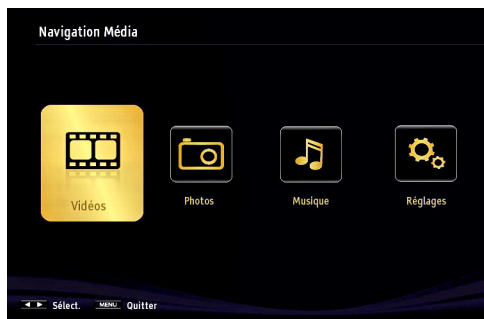 Navigation Média
Vidéos Photos Musique Réglages
Sélect. MENU Quitter